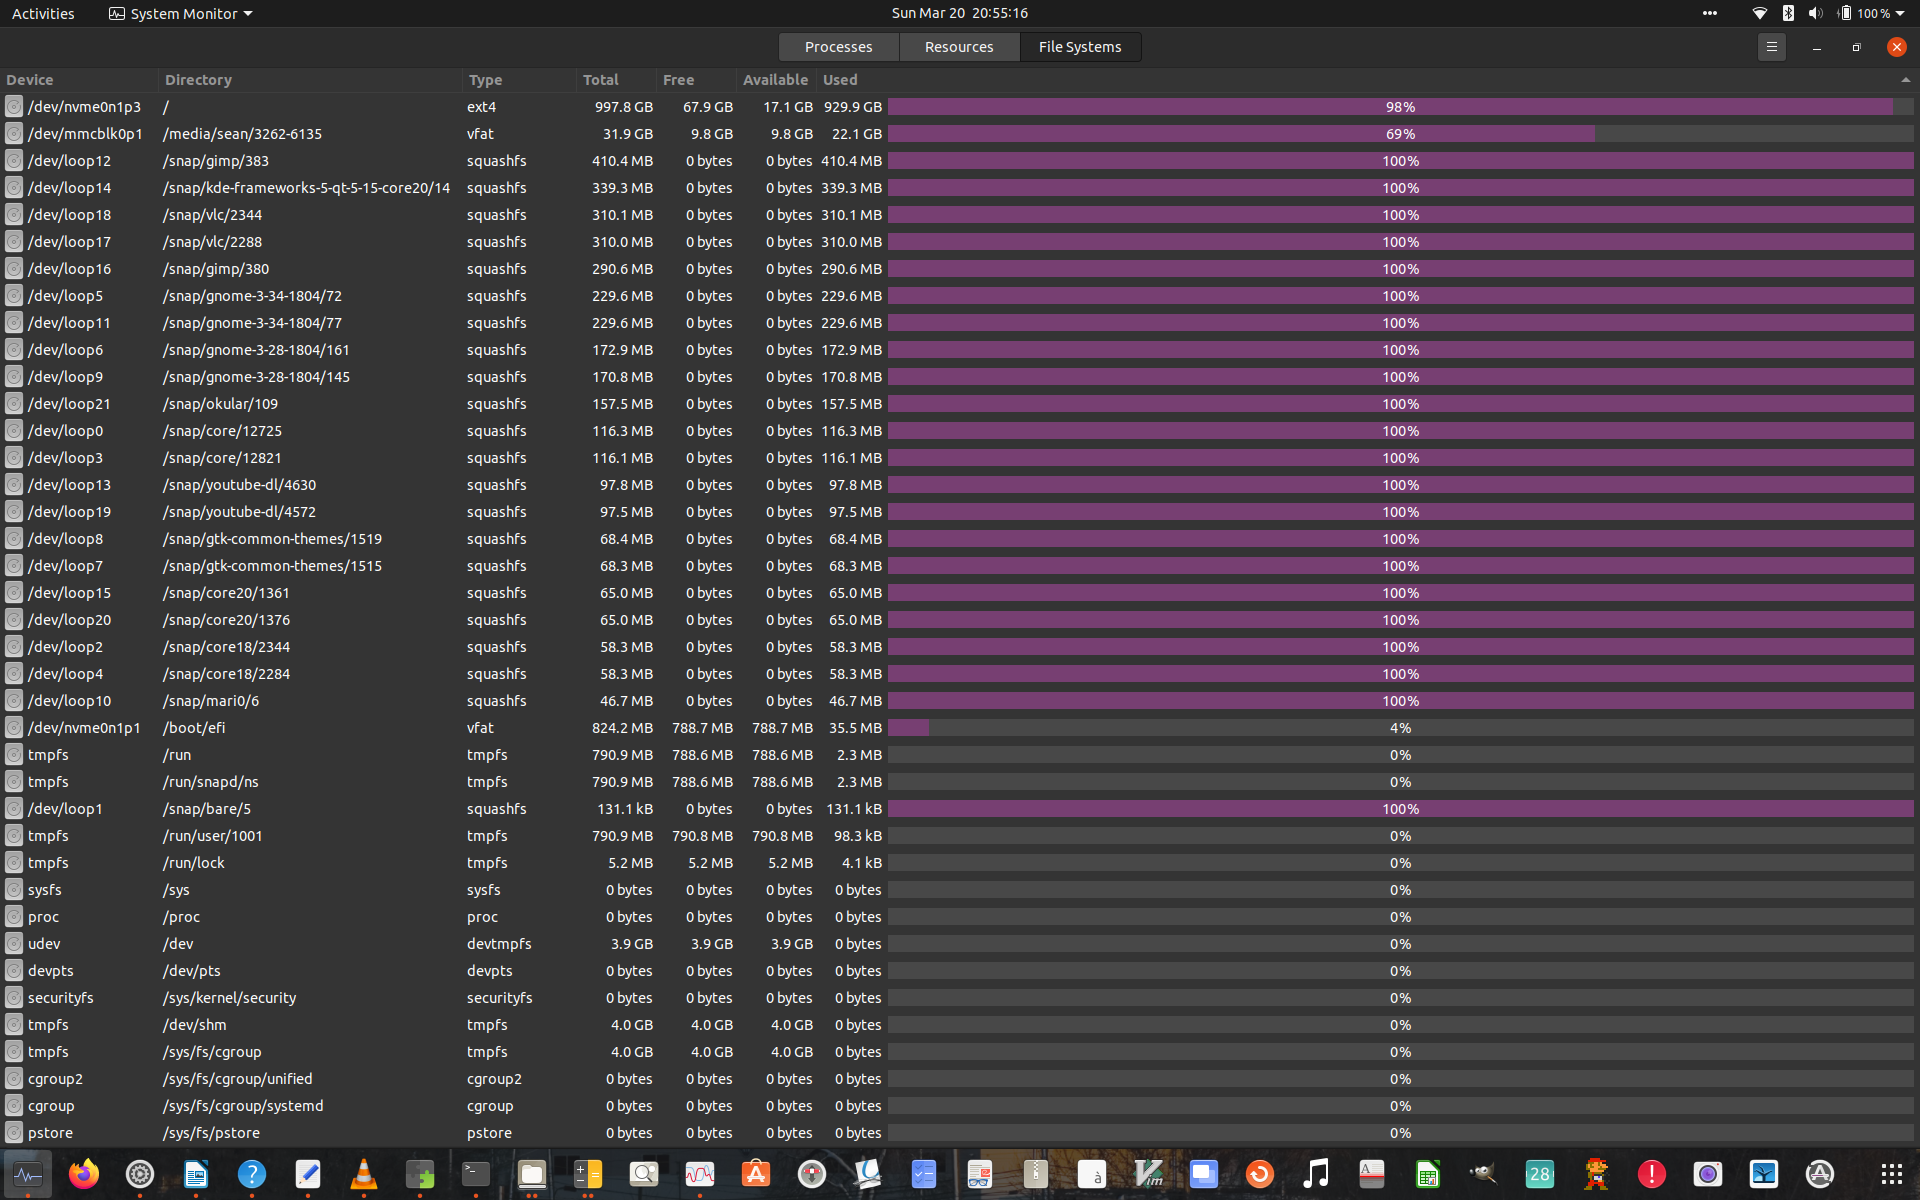 Activities System Monitor Sun Mar 20 20:55:16 100 %
Processes Resources File Systems
Device Directory Type Total Free Available Used
/dev/nvme0n1p3 / ext4 997.8 GB 67.9 GB 17.1 GB 929.9 GB 98%
/dev/mmcblk0p1 /media/sean/3262-6135 vfat 31.9 GB 9.8 GB 9.8 GB 22.1 GB 69%
/dev/loop12 /snap/gimp/383 squashfs 410.4 MB 0 bytes 0 bytes 410.4 MB 100%
/dev/loop14 /snap/kde-frameworks-5-qt-5-15-core20/14 squashfs 339.3 MB 0 bytes 0 bytes 339.3 MB 100%
/dev/loop18 /snap/vlc/2344 squashfs 310.1 MB 0 bytes 0 bytes 310.1 MB 100%
/dev/loop17 /snap/vlc/2288 squashfs 310.0 MB 0 bytes 0 bytes 310.0 MB 100%
/dev/loop16 /snap/gimp/380 squashfs 290.6 MB 0 bytes 0 bytes 290.6 MB 100%
/dev/loop5 /snap/gnome-3-34-1804/72 squashfs 229.6 MB 0 bytes 0 bytes 229.6 MB 100%
/dev/loop11 /snap/gnome-3-34-1804/77 squashfs 229.6 MB 0 bytes 0 bytes 229.6 MB 100%
/dev/loop6 /snap/gnome-3-28-1804/161 squashfs 172.9 MB 0 bytes 0 bytes 172.9 MB 100%
/dev/loop9 /snap/gnome-3-28-1804/145 squashfs 170.8 MB 0 bytes 0 bytes 170.8 MB 100%
/dev/loop21 /snap/okular/109 squashfs 157.5 MB 0 bytes 0 bytes 157.5 MB 100%
/dev/loop0 /snap/core/12725 squashfs 116.3 MB 0 bytes 0 bytes 116.3 MB 100%
/dev/loop3 /snap/core/12821 squashfs 116.1 MB 0 bytes 0 bytes 116.1 MB 100%
/dev/loop13 /snap/youtube-dl/4630 squashfs 97.8 MB 0 bytes 0 bytes 97.8 MB 100%
/dev/loop19 /snap/youtube-dl/4572 squashfs 97.5 MB 0 bytes 0 bytes 97.5 MB 100%
/dev/loop8 /snap/gtk-common-themes/1519 squashfs 68.4 MB 0 bytes 0 bytes 68.4 MB 100%
/dev/loop7 /snap/gtk-common-themes/1515 squashfs 68.3 MB 0 bytes 0 bytes 68.3 MB 100%
/dev/loop15 /snap/core20/1361 squashfs 65.0 MB 0 bytes 0 bytes 65.0 MB 100%
/dev/loop20 /snap/core20/1376 squashfs 65.0 MB 0 bytes 0 bytes 65.0 MB 100%
/dev/loop2 /snap/core18/2344 squashfs 58.3 MB 0 bytes 0 bytes 58.3 MB 100%
/dev/loop4 /snap/core18/2284 squashfs 58.3 MB 0 bytes 0 bytes 58.3 MB 100%
/dev/loop10 /snap/mari0/6 squashfs 46.7 MB 0 bytes 0 bytes 46.7 MB 100%
/dev/nvme0n1p1 /boot/efi vfat 824.2 MB 788.7 MB 788.7 MB 35.5 MB 4%
tmpfs /run tmpfs 790.9 MB 788.6 MB 788.6 MB 2.3 MB 0%
tmpfs /run/snapd/ns tmpfs 790.9 MB 788.6 MB 788.6 MB 2.3 MB 0%
/dev/loop1 /snap/bare/5 squashfs 131.1 kB 0 bytes 0 bytes 131.1 kB 100%
tmpfs /run/user/1001 tmpfs 790.9 MB 790.8 MB 790.8 MB 98.3 kB 0%
tmpfs /run/lock tmpfs 5.2 MB 5.2 MB 5.2 MB 4.1 kB 0%
sysfs /sys sysfs 0 bytes 0 bytes 0 bytes 0 bytes 0%
proc /proc proc 0 bytes 0 bytes 0 bytes 0 bytes 0%
udev /dev devtmpfs 3.9 GB 3.9 GB 3.9 GB 0 bytes 0%
devpts /dev/pts devpts 0 bytes 0 bytes 0 bytes 0 bytes 0%
securityfs /sys/kernel/security securityfs 0 bytes 0 bytes 0 bytes 0 bytes 0%
tmpfs /dev/shm tmpfs 4.0 GB 4.0 GB 4.0 GB 0 bytes 0%
tmpfs /sys/fs/cgroup tmpfs 4.0 GB 4.0 GB 4.0 GB 0 bytes 0%
cgroup2 /sys/fs/cgroup/unified cgroup2 0 bytes 0 bytes 0 bytes 0 bytes 0%
cgroup /sys/fs/cgroup/systemd cgroup 0 bytes 0 bytes 0 bytes 0 bytes 0%
pstore /sys/fs/pstore pstore 0 bytes 0 bytes 0 bytes 0 bytes 0%
? >_ A à Vim A 28 !